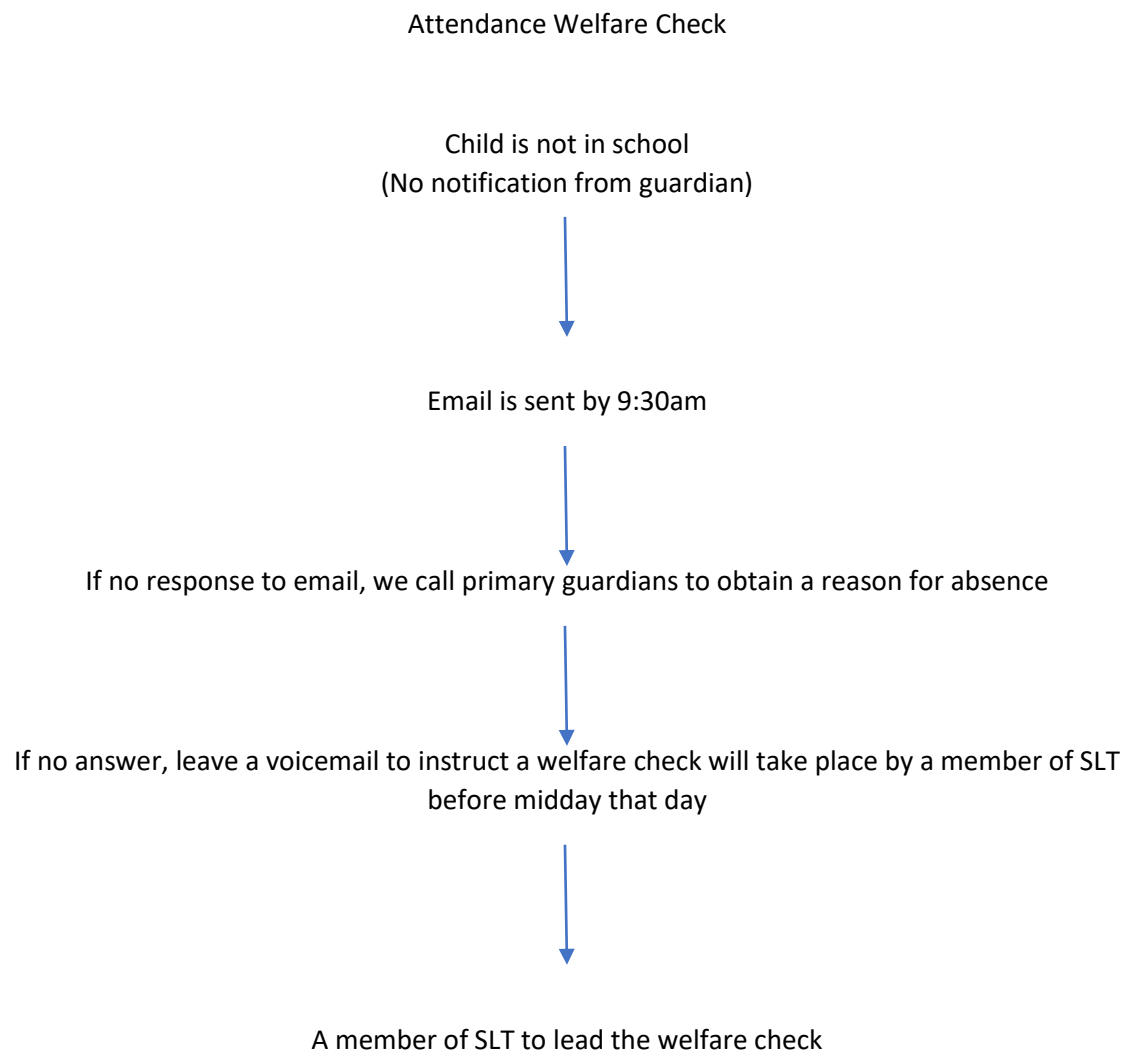 Attendance Welfare Check
Child is not in school
(No notification from guardian)
Email is sent by 9:30am
If no response to email, we call primary guardians to obtain a reason for absence
If no answer, leave a voicemail to instruct a welfare check will take place by a member of SLT
before midday that day
A member of SLT to lead the welfare check